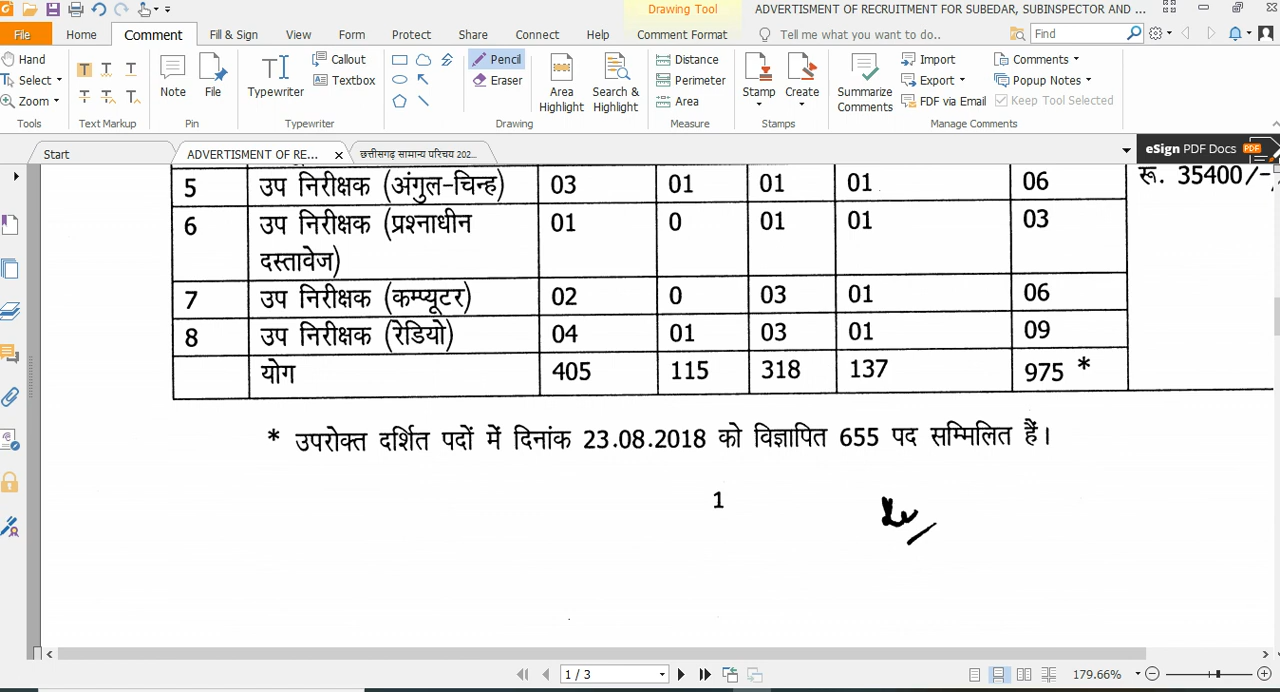 Drawing Tool ADVERTISMENT OF RECRUITMENT FOR SUBEDAR, SUBINSPECTOR AND ...
File Home Comment Fill & Sign View Form Protect Share Connect Help Comment Format Tell me what you want to do.. Find
Hand
Select
Zoom
Tools
T T T
T T T
Text Markup
Note File
Pin
Typewriter
Callout
Textbox
Typewriter
Pencil
Eraser
Area Highlight
Search & Highlight
Drawing
Distance
Perimeter
Area
Measure
Stamp Create
Stamps
Summarize Comments
Import
Export
FDF via Email
Comments
Popup Notes
Keep Tool Selected
Manage Comments
Start ADVERTISMENT OF RE... x छत्तीसगढ़ सामान्य परिचय 202... eSign PDF Docs PDF
5 उप निरीक्षक (अंगुल-चिन्ह) 03 01 01 01 06 रू. 35400/-
6 उप निरीक्षक (प्रश्नाधीन दस्तावेज) 01 0 01 01 03
7 उप निरीक्षक (कम्प्यूटर) 02 0 03 01 06
8 उप निरीक्षक (रेडियो) 04 01 03 01 09
योग 405 115 318 137 975 *
* उपरोक्त दर्शित पदों में दिनांक 23.08.2018 को विज्ञापित 655 पद सम्मिलित हैं।
1
1 / 3 179.66%